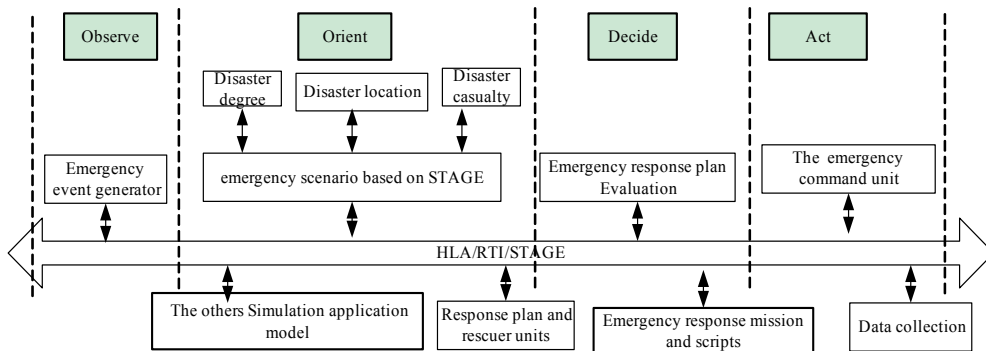 Observe
Orient
Decide
Act
Disaster
degree
Disaster location
Disaster
casualty
Emergency
event generator
emergency scenario based on STAGE
Emergency response plan
Evaluation
The emergency
command unit
HLA/RTI/STAGE
The others Simulation application
model
Response plan and
rescuer units
Emergency response mission
and scripts
Data collection